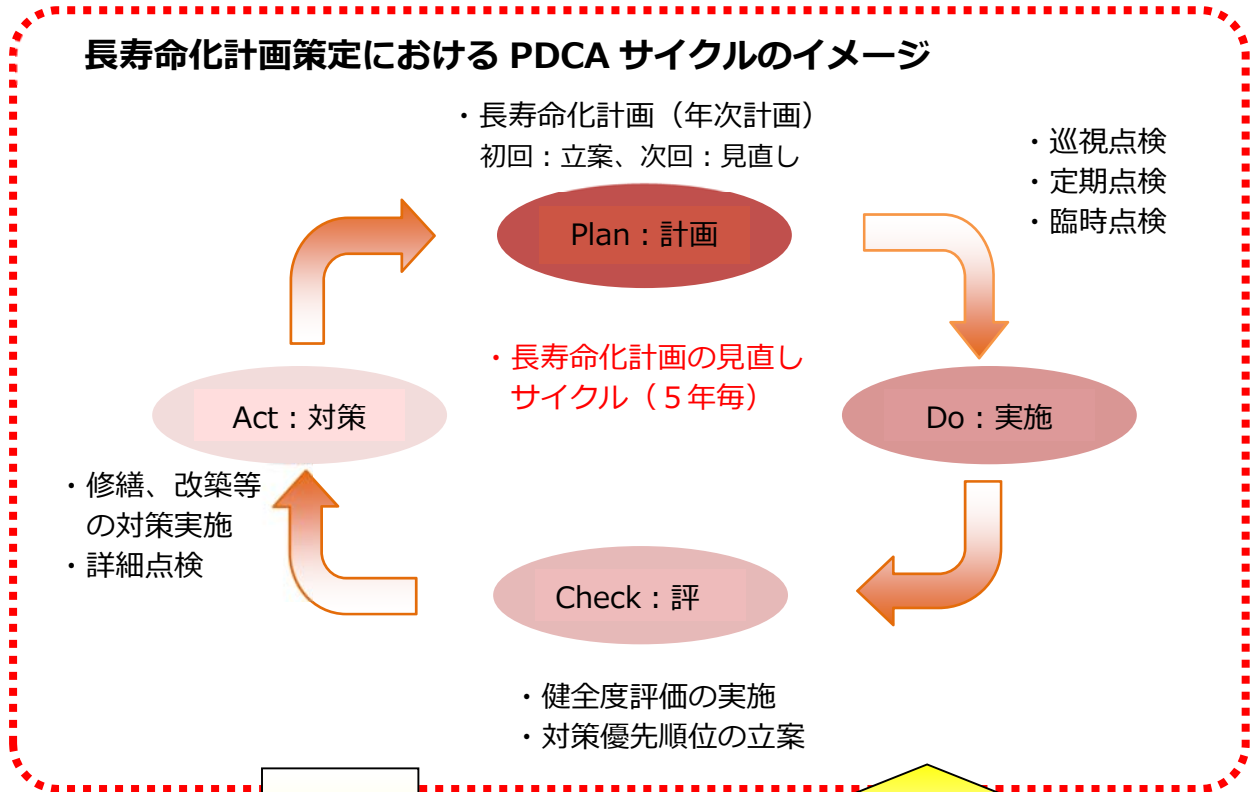 長寿命化計画策定における PDCA サイクルのイメージ
・長寿命化計画（年次計画）
初回：立案、次回：見直し
・巡視点検
・定期点検
・臨時点検
Plan：計画
・長寿命化計画の見直し
サイクル（５年毎）
Act：対策
Do：実施
・修繕、改築等
の対策実施
・詳細点検
Check：評
・健全度評価の実施
・対策優先順位の立案